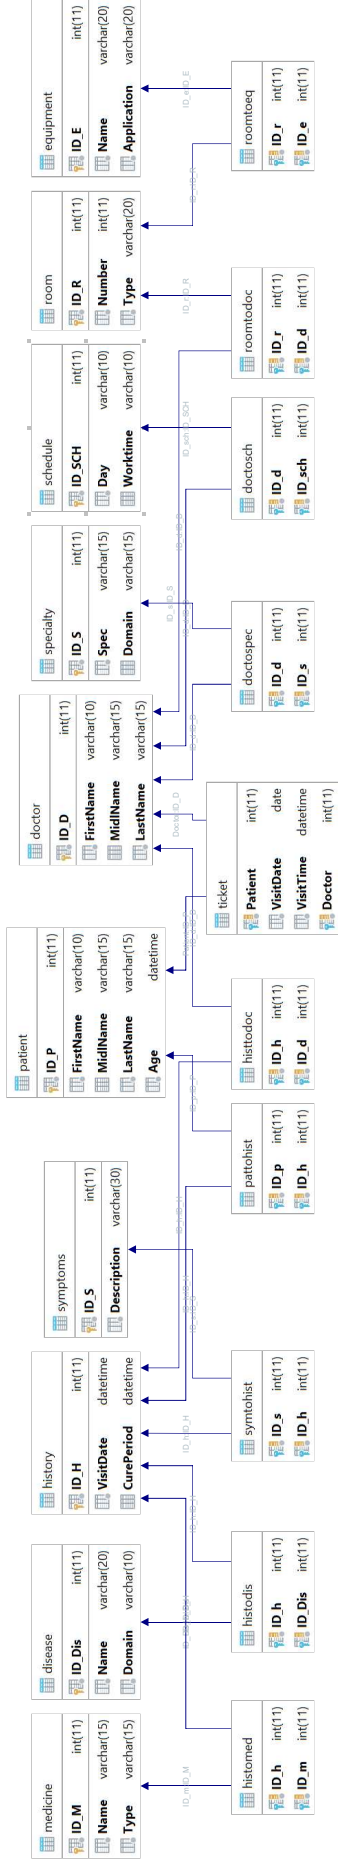 medicine
ID_M int(11)
Name varchar(15)
Type varchar(15)
disease
ID_Dis int(11)
Name varchar(20)
Domain varchar(10)
history
ID_H int(11)
VisitDate datetime
CurePeriod datetime
symptoms
ID_S int(11)
Description varchar(30)
patient
ID_P int(11)
FirstName varchar(10)
MidlName varchar(15)
LastName varchar(15)
Age datetime
doctor
ID_D int(11)
FirstName varchar(10)
MidlName varchar(15)
LastName varchar(15)
specialty
ID_S int(11)
Spec varchar(15)
Domain varchar(15)
schedule
ID_SCH int(11)
Day varchar(10)
Worktime varchar(10)
room
ID_R int(11)
Number int(11)
Type varchar(20)
equipment
ID_E int(11)
Name varchar(20)
Application varchar(20)
histomed
ID_h int(11)
ID_m int(11)
histodis
ID_h int(11)
ID_Dis int(11)
symtohist
ID_s int(11)
ID_h int(11)
pattohist
ID_p int(11)
ID_h int(11)
histtodoc
ID_h int(11)
ID_d int(11)
ticket
Patient int(11)
VisitDate date
VisitTime datetime
Doctor int(11)
doctospec
ID_d int(11)
ID_s int(11)
doctosch
ID_d int(11)
ID_sch int(11)
roomtodoc
ID_r int(11)
ID_d int(11)
roomtoeq
ID_r int(11)
ID_e int(11)